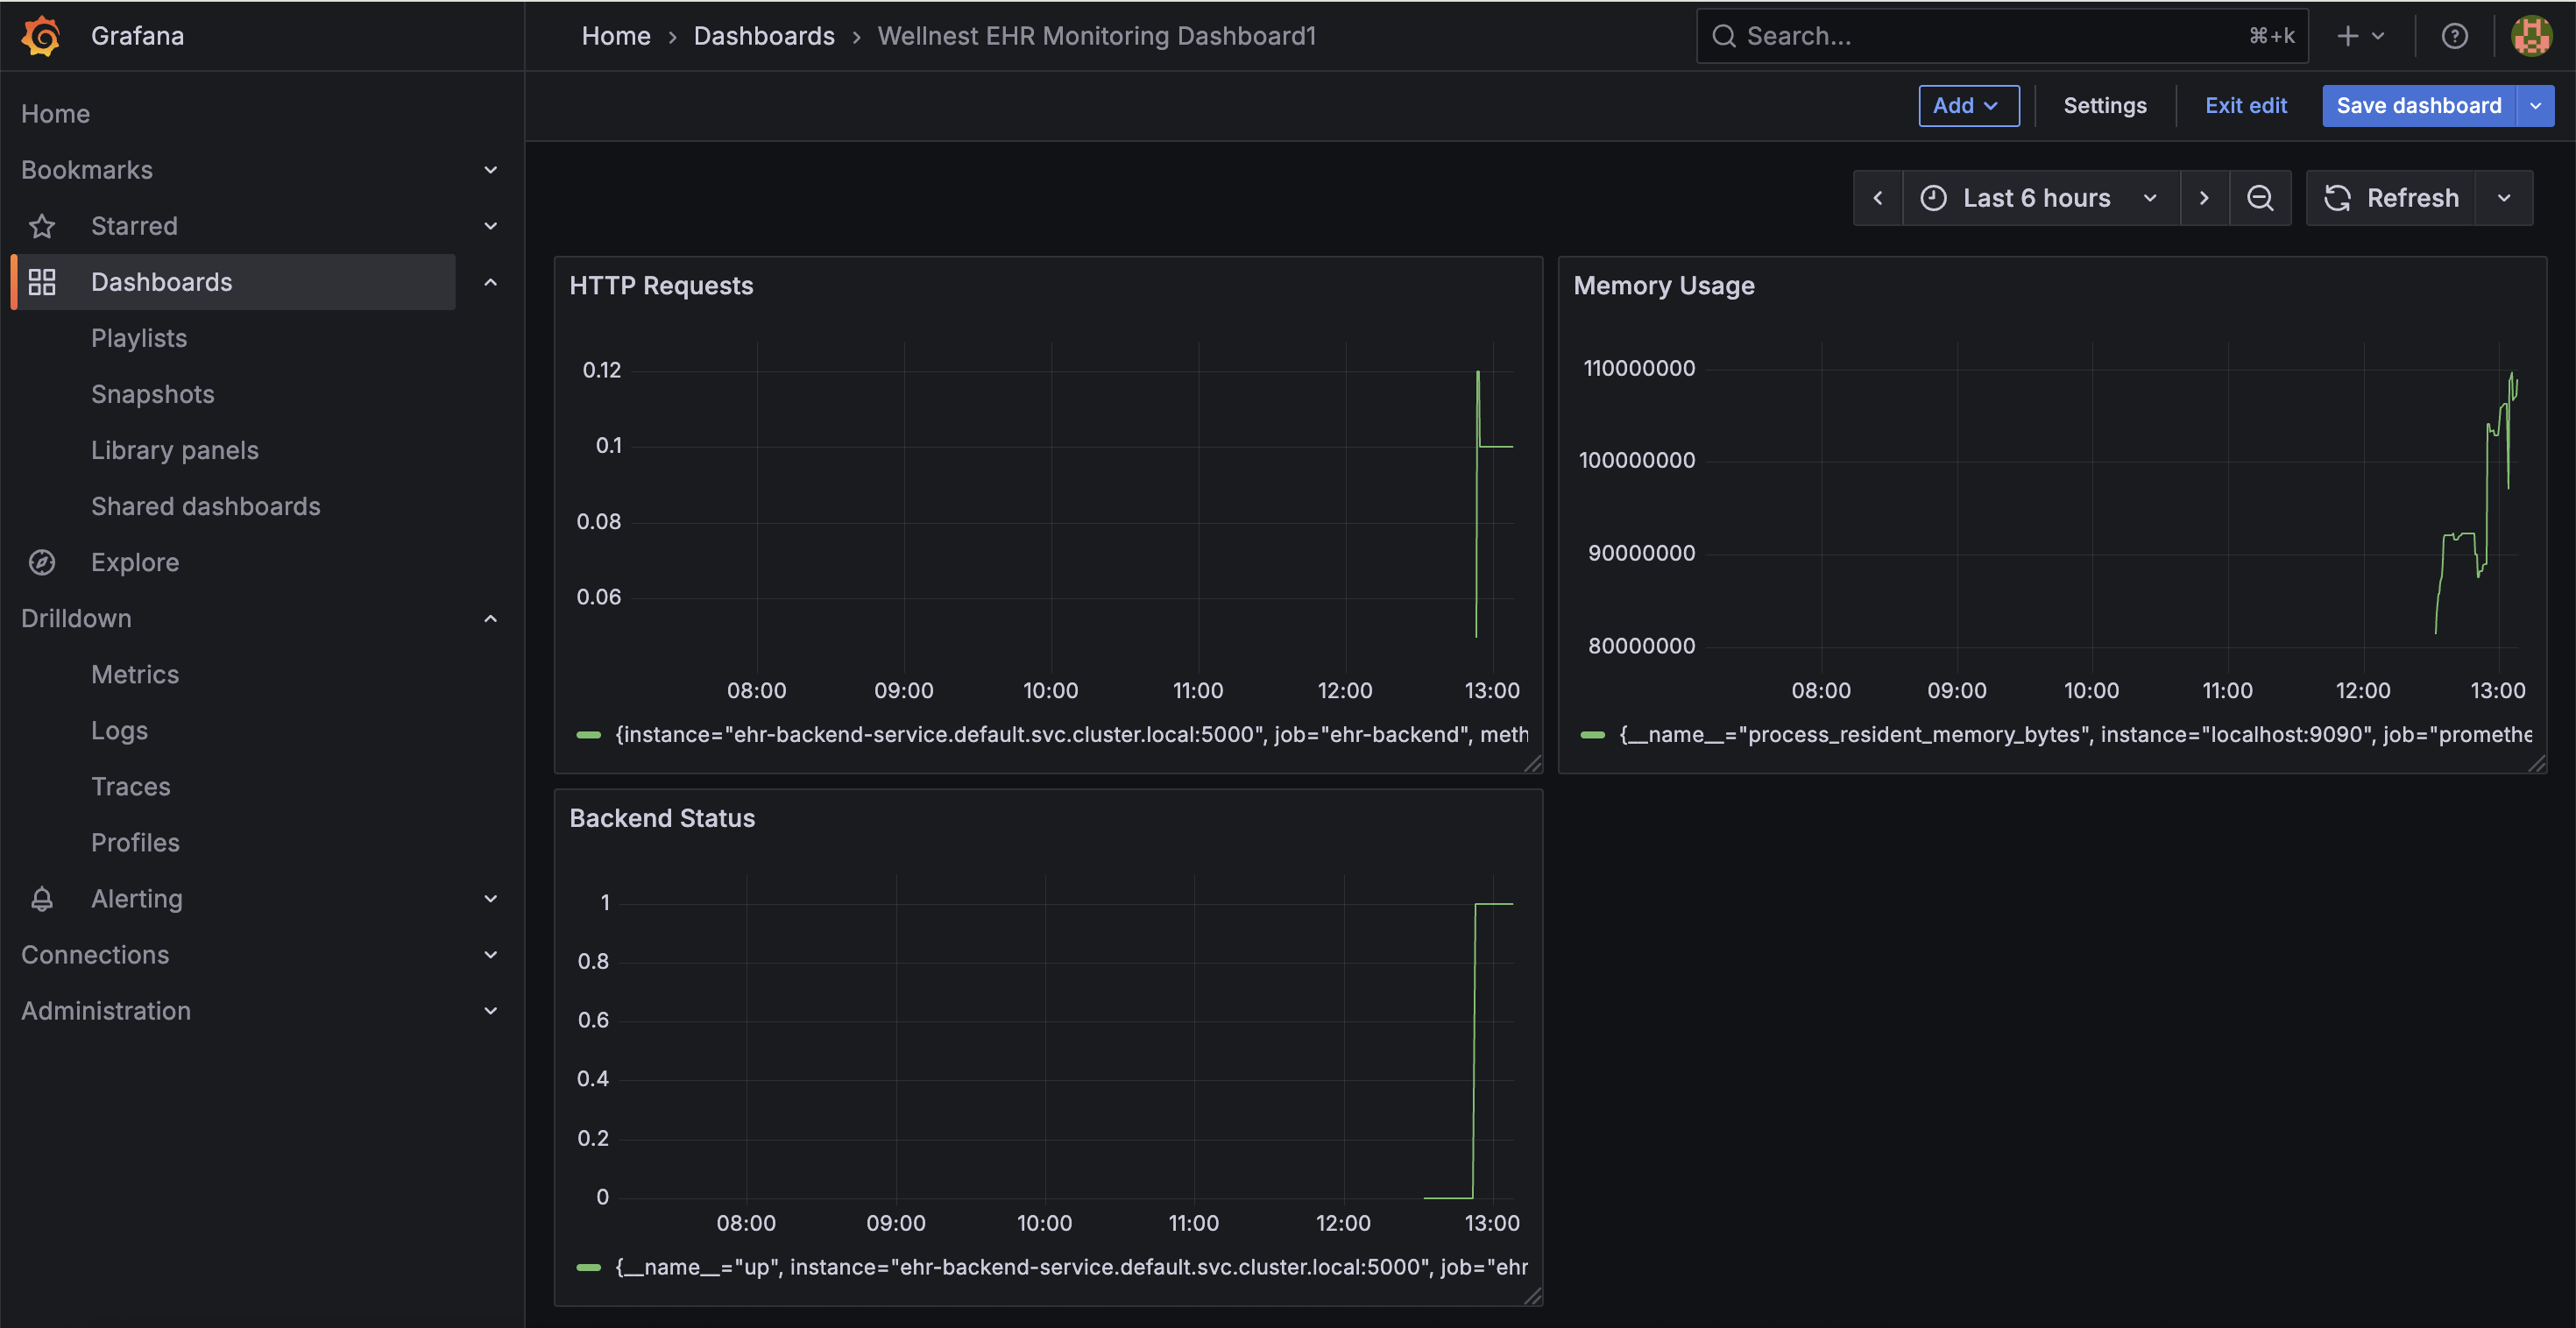 Grafana
Home › Dashboards › Wellnest EHR Monitoring Dashboard1
Search...
⌘+k
Home
Bookmarks
Starred
Dashboards
Playlists
Snapshots
Library panels
Shared dashboards
Explore
Drilldown
Metrics
Logs
Traces
Profiles
Alerting
Connections
Administration
Add
Settings
Exit edit
Save dashboard
Last 6 hours
Refresh
HTTP Requests
0.12
0.1
0.08
0.06
08:00 09:00 10:00 11:00 12:00 13:00
{instance="ehr-backend-service.default.svc.cluster.local:5000", job="ehr-backend", meth
Memory Usage
110000000
100000000
90000000
80000000
08:00 09:00 10:00 11:00 12:00 13:00
{__name__="process_resident_memory_bytes", instance="localhost:9090", job="promethe
Backend Status
1
0.8
0.6
0.4
0.2
0
08:00 09:00 10:00 11:00 12:00 13:00
{__name__="up", instance="ehr-backend-service.default.svc.cluster.local:5000", job="ehr